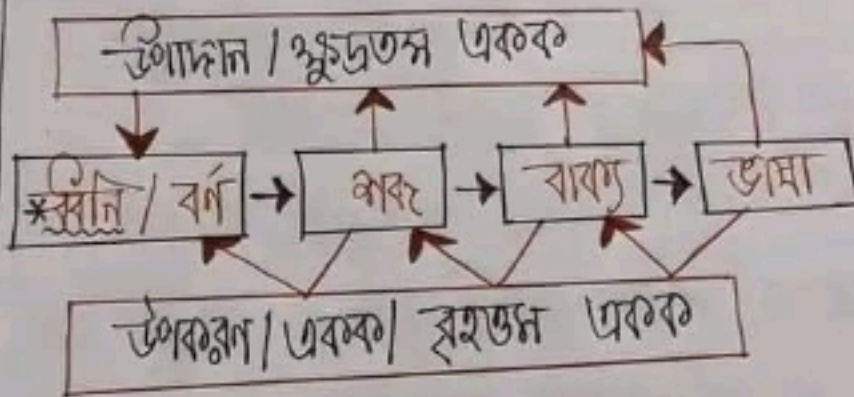 উপাদান / ক্ষুদ্রতম একক
*ধ্বনি / বর্ণ → শব্দ → বাক্য → ভাষা
উপকরণ / একক / বৃহত্তম একক